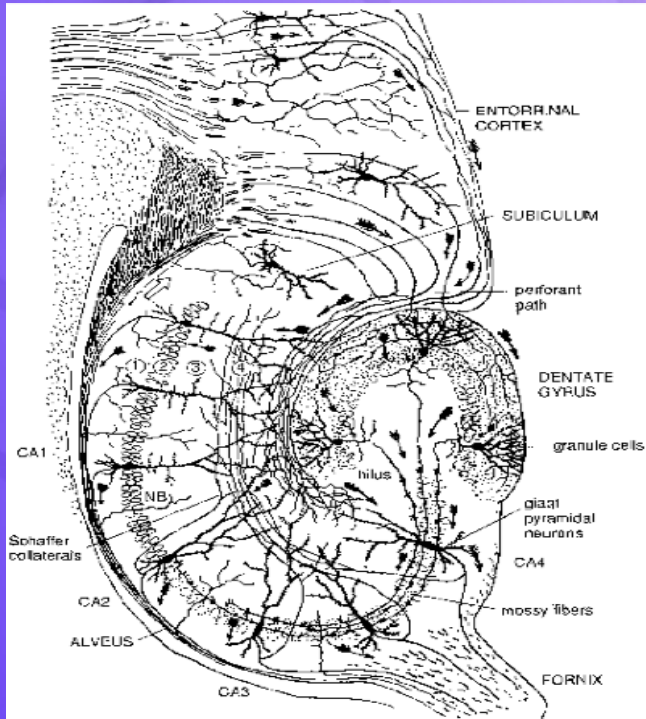 ENTORRINAL
CORTEX
SUBICULUM
perforant
path
DENTATE
GYRUS
granule cells
giant
pyramidal
neurons
CA4
mossy fibers
FORNIX
hilus
1 2 3 4
CA1
NB
Schaffer
collaterals
CA2
ALVEUS
CA3